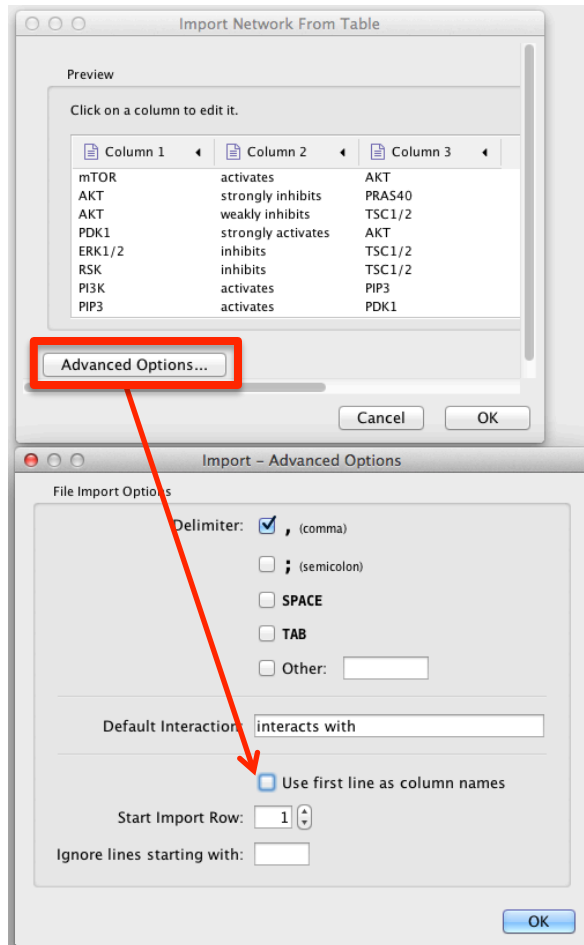 Import Network From Table
Preview
Click on a column to edit it.
Column 1 Column 2 Column 3
mTOR activates AKT
AKT strongly inhibits PRAS40
AKT weakly inhibits TSC1/2
PDK1 strongly activates AKT
ERK1/2 inhibits TSC1/2
RSK inhibits TSC1/2
PI3K activates PIP3
PIP3 activates PDK1
Advanced Options...
Cancel OK
Import – Advanced Options
File Import Options
Delimiter: , (comma)
; (semicolon)
SPACE
TAB
Other:
Default Interaction: interacts with
Use first line as column names
Start Import Row: 1
Ignore lines starting with:
OK